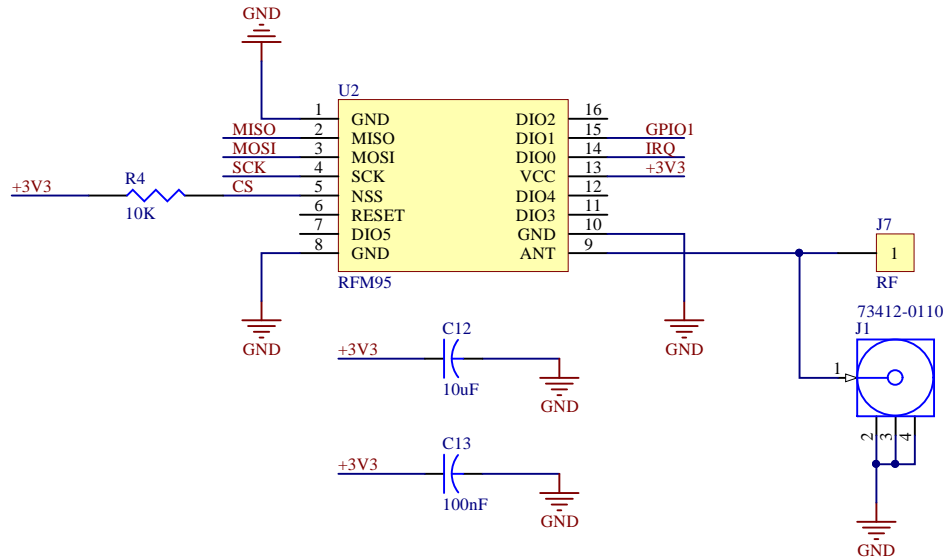 GND
U2
1 GND DIO2 16
MISO 2 MISO DIO1 15 GPIO1
MOSI 3 MOSI DIO0 14 IRQ
SCK 4 SCK VCC 13 +3V3
+3V3 R4 10K CS 5 NSS DIO4 12
6 RESET DIO3 11
7 DIO5 GND 10
8 GND ANT 9
RFM95
J7
1
RF
GND
GND
73412-0110
J1
1
2 3 4
GND
C12
+3V3
10uF
GND
C13
+3V3
100nF
GND